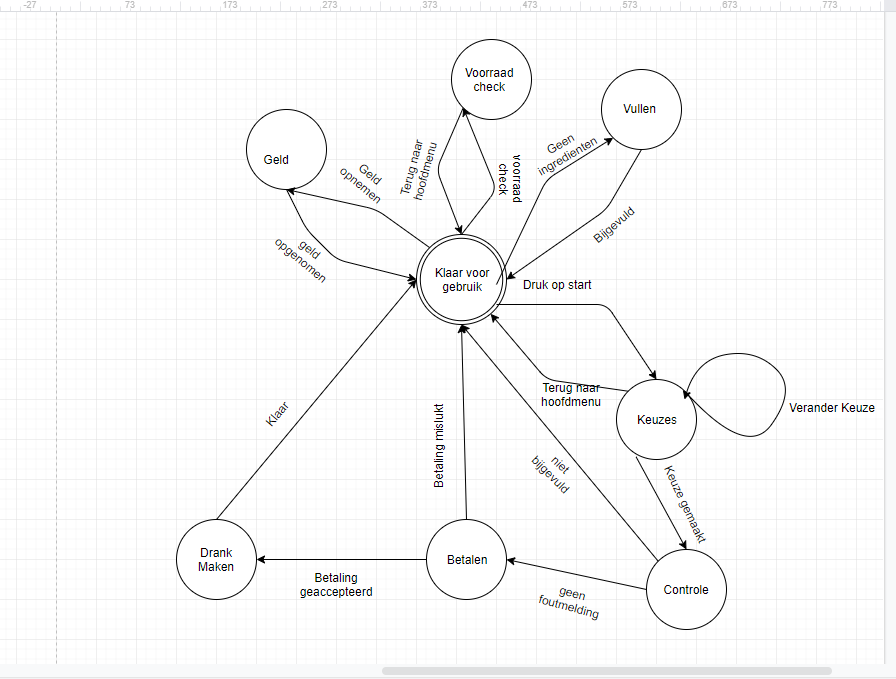 -27 73 173 273 373 473 573 673 773
Voorraad
check
Vullen
Geld
Geld
opnemen
Terug naar
hoofdmenu
voorraad
check
Geen
ingredienten
Bijgevuld
geld
opgenomen
Klaar voor
gebruik
Druk op start
Terug naar
hoofdmenu
Keuzes
Verander Keuze
Klaar
Betaling mislukt
niet
bijgevuld
Keuze gemaakt
Drank
Maken
Betalen
Controle
Betaling
geaccepteerd
geen
foutmelding